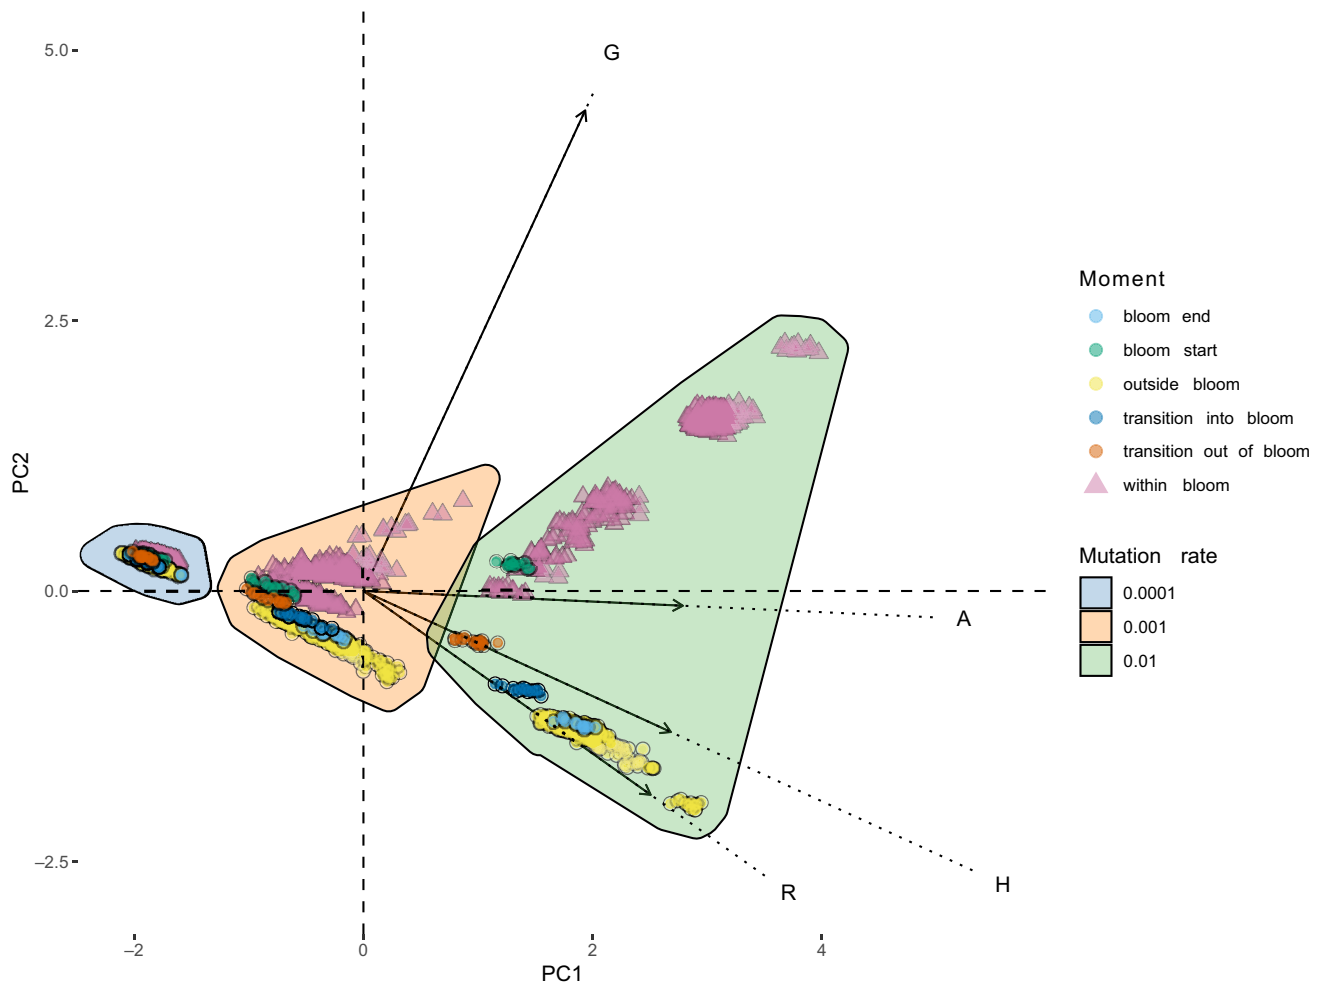 5.0
G
2.5
PC2
0.0
−2.5
A
H
R
−2
0
2
4
PC1
Moment
bloom end
bloom start
outside bloom
transition into bloom
transition out of bloom
within bloom
Mutation rate
0.0001
0.001
0.01